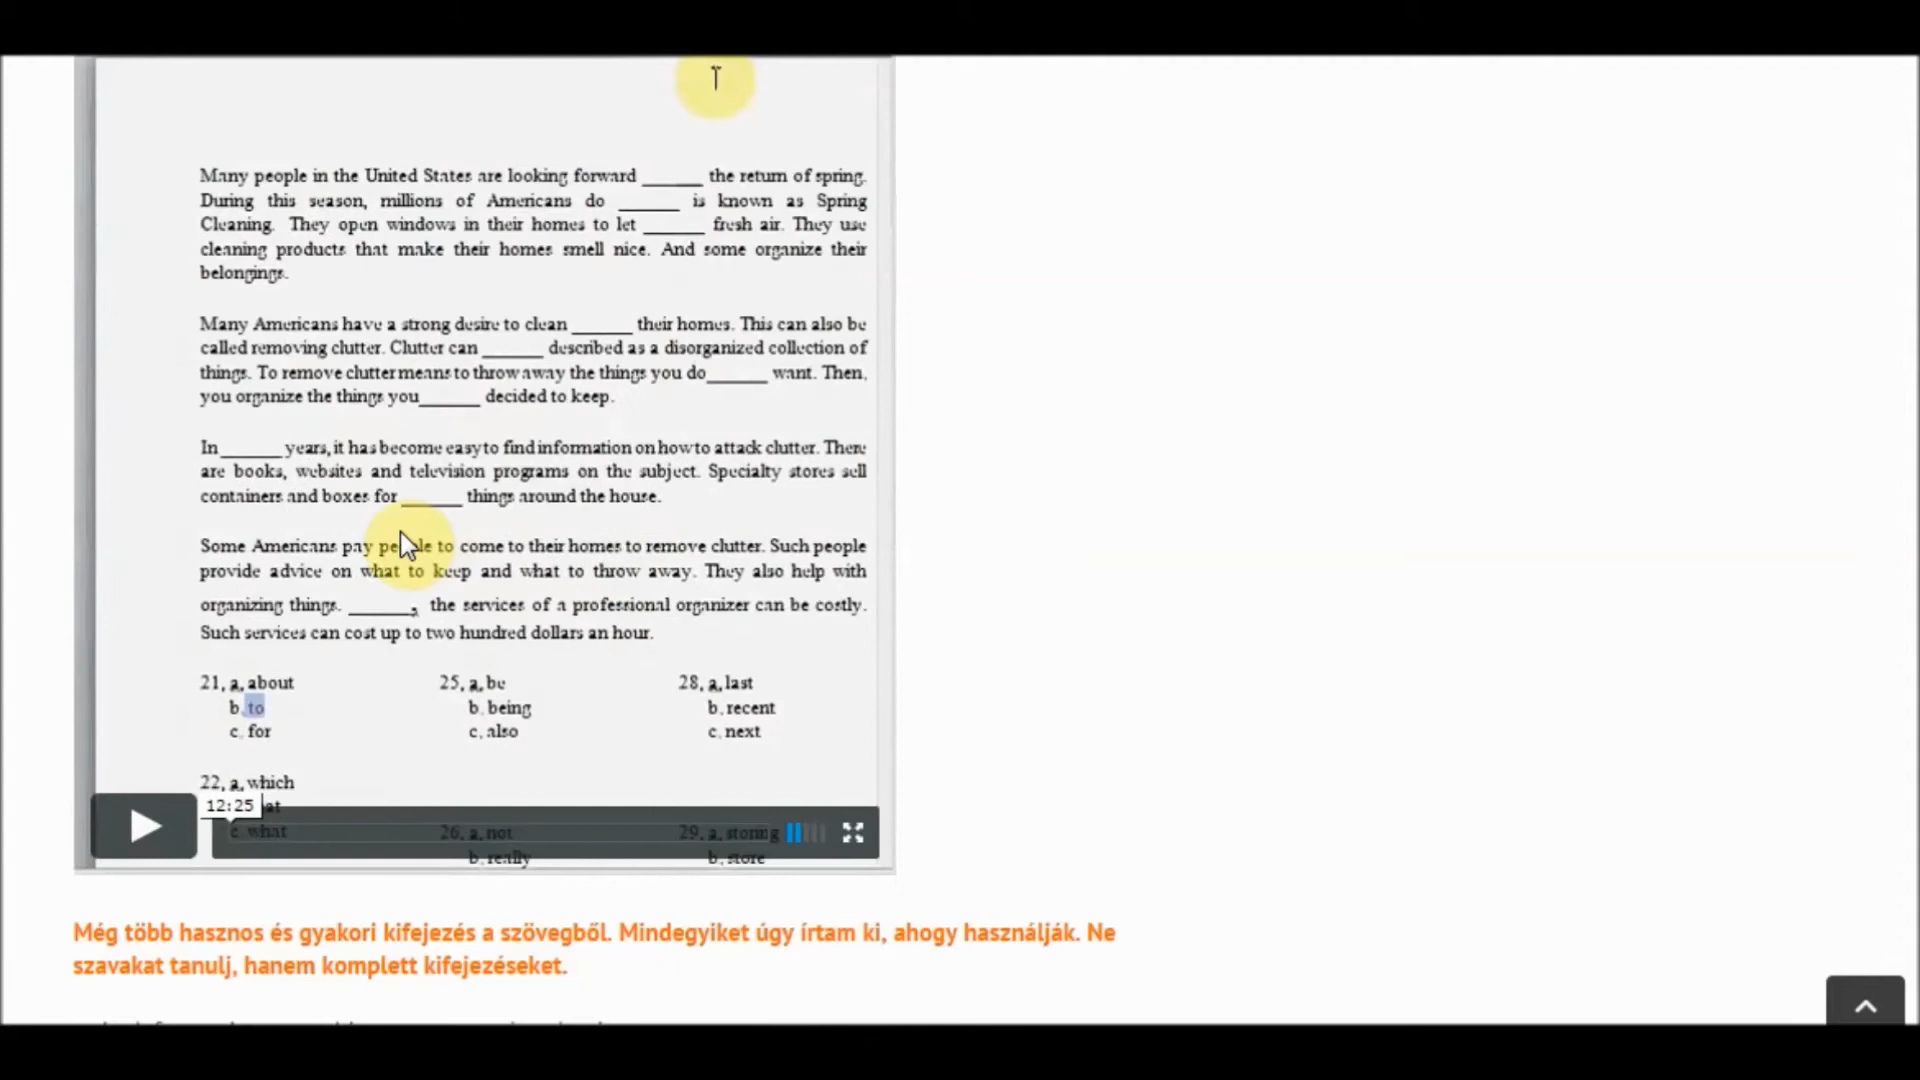 Many people in the United States are looking forward ______ the return of spring.
During this season, millions of Americans do ______ is known as Spring
Cleaning. They open windows in their homes to let ______ fresh air. They use
cleaning products that make their homes smell nice. And some organize their
belongings.
Many Americans have a strong desire to clean ______ their homes. This can also be
called removing clutter. Clutter can ______ described as a disorganized collection of
things. To remove clutter means to throw away the things you do______ want. Then,
you organize the things you______ decided to keep.
In______ years, it has become easy to find information on how to attack clutter. There
are books, websites and television programs on the subject. Specialty stores sell
containers and boxes for ______ things around the house.
Some Americans pay people to come to their homes to remove clutter. Such people
provide advice on what to keep and what to throw away. They also help with
organizing things. ______, the services of a professional organizer can be costly.
Such services can cost up to two hundred dollars an hour.
21, a, about
b, to
c, for
25, a, be
b, being
c, also
28, a, last
b, recent
c, next
22, a, which
12:25
c, what
26, a, not
b, really
29, a, storing
b, store
Még több hasznos és gyakori kifejezés a szövegből. Mindegyiket úgy írtam ki, ahogy használják. Ne
szavakat tanulj, hanem komplett kifejezéseket.